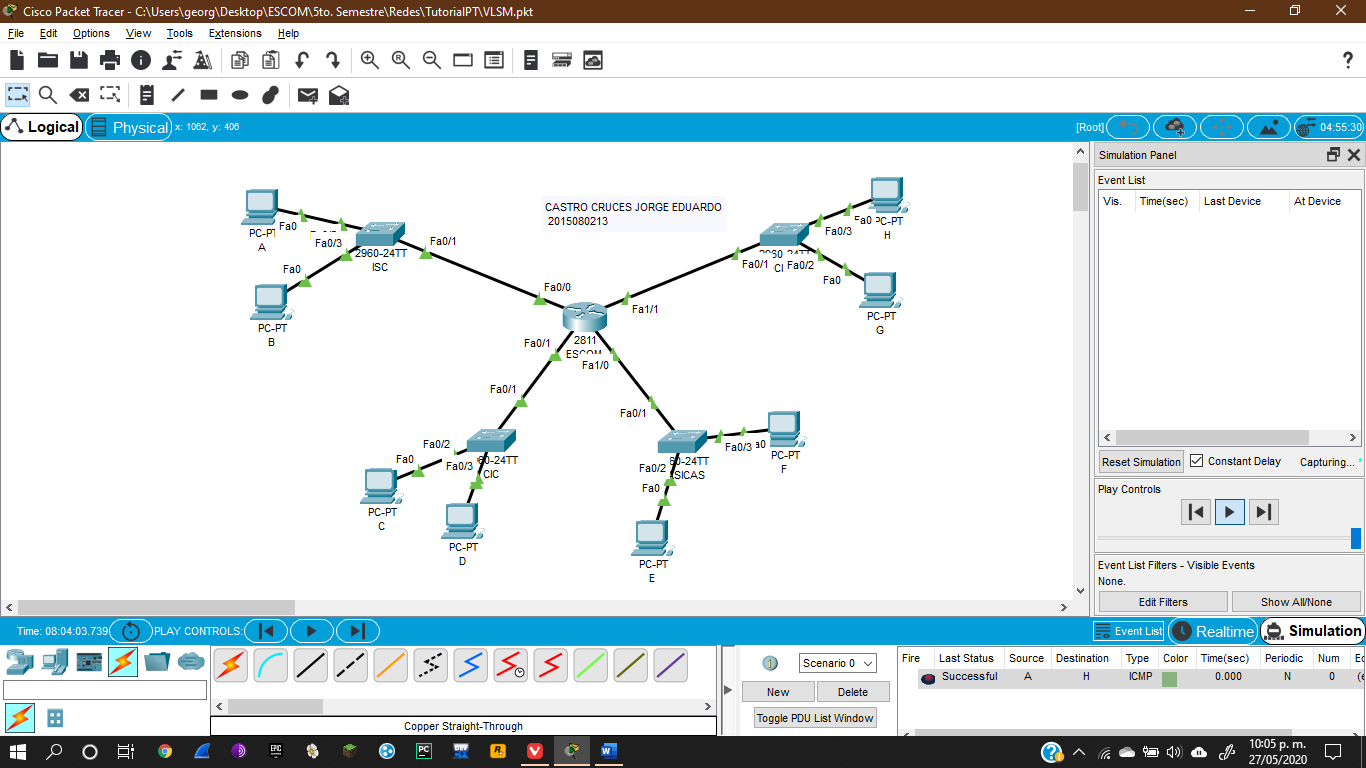 Cisco Packet Tracer - C:\Users\georg\Desktop\ESCOM\5to. Semestre\Redes\TutorialPT\VLSM.pkt
File Edit Options View Tools Extensions Help
Logical Physical x: 1062, y: 406 [Root] 04:55:30
Simulation Panel
Event List
Vis. Time(sec) Last Device At Device
CASTRO CRUCES JORGE EDUARDO
2015080213
Fa0
A
Fa0/3
Fa0/1
2960-24TT
ISC
Fa0
PC-PT
B
Fa0
PC-PT
H
Fa0/3
Fa0/1
Fa0/2
Fa0
PC-PT
G
Fa0/0
Fa1/1
2811
Fa0/1
Fa1/0
Fa0/1
Fa0/1
Fa0/2
Fa0/3
CIC
Fa0
PC-PT
C
PC-PT
D
Fa0/2
Fa0/3
Fa0
PC-PT
F
PC-PT
E
Reset Simulation Constant Delay Capturing...
Play Controls
Event List Filters - Visible Events
None.
Edit Filters Show All/None
Time: 08:04:03.739 PLAY CONTROLS: Event List Realtime Simulation
Scenario 0
New Delete
Toggle PDU List Window
Fire Last Status Source Destination Type Color Time(sec) Periodic Num
Successful A H ICMP 0.000 N 0
Copper Straight-Through
10:05 p. m.
27/05/2020